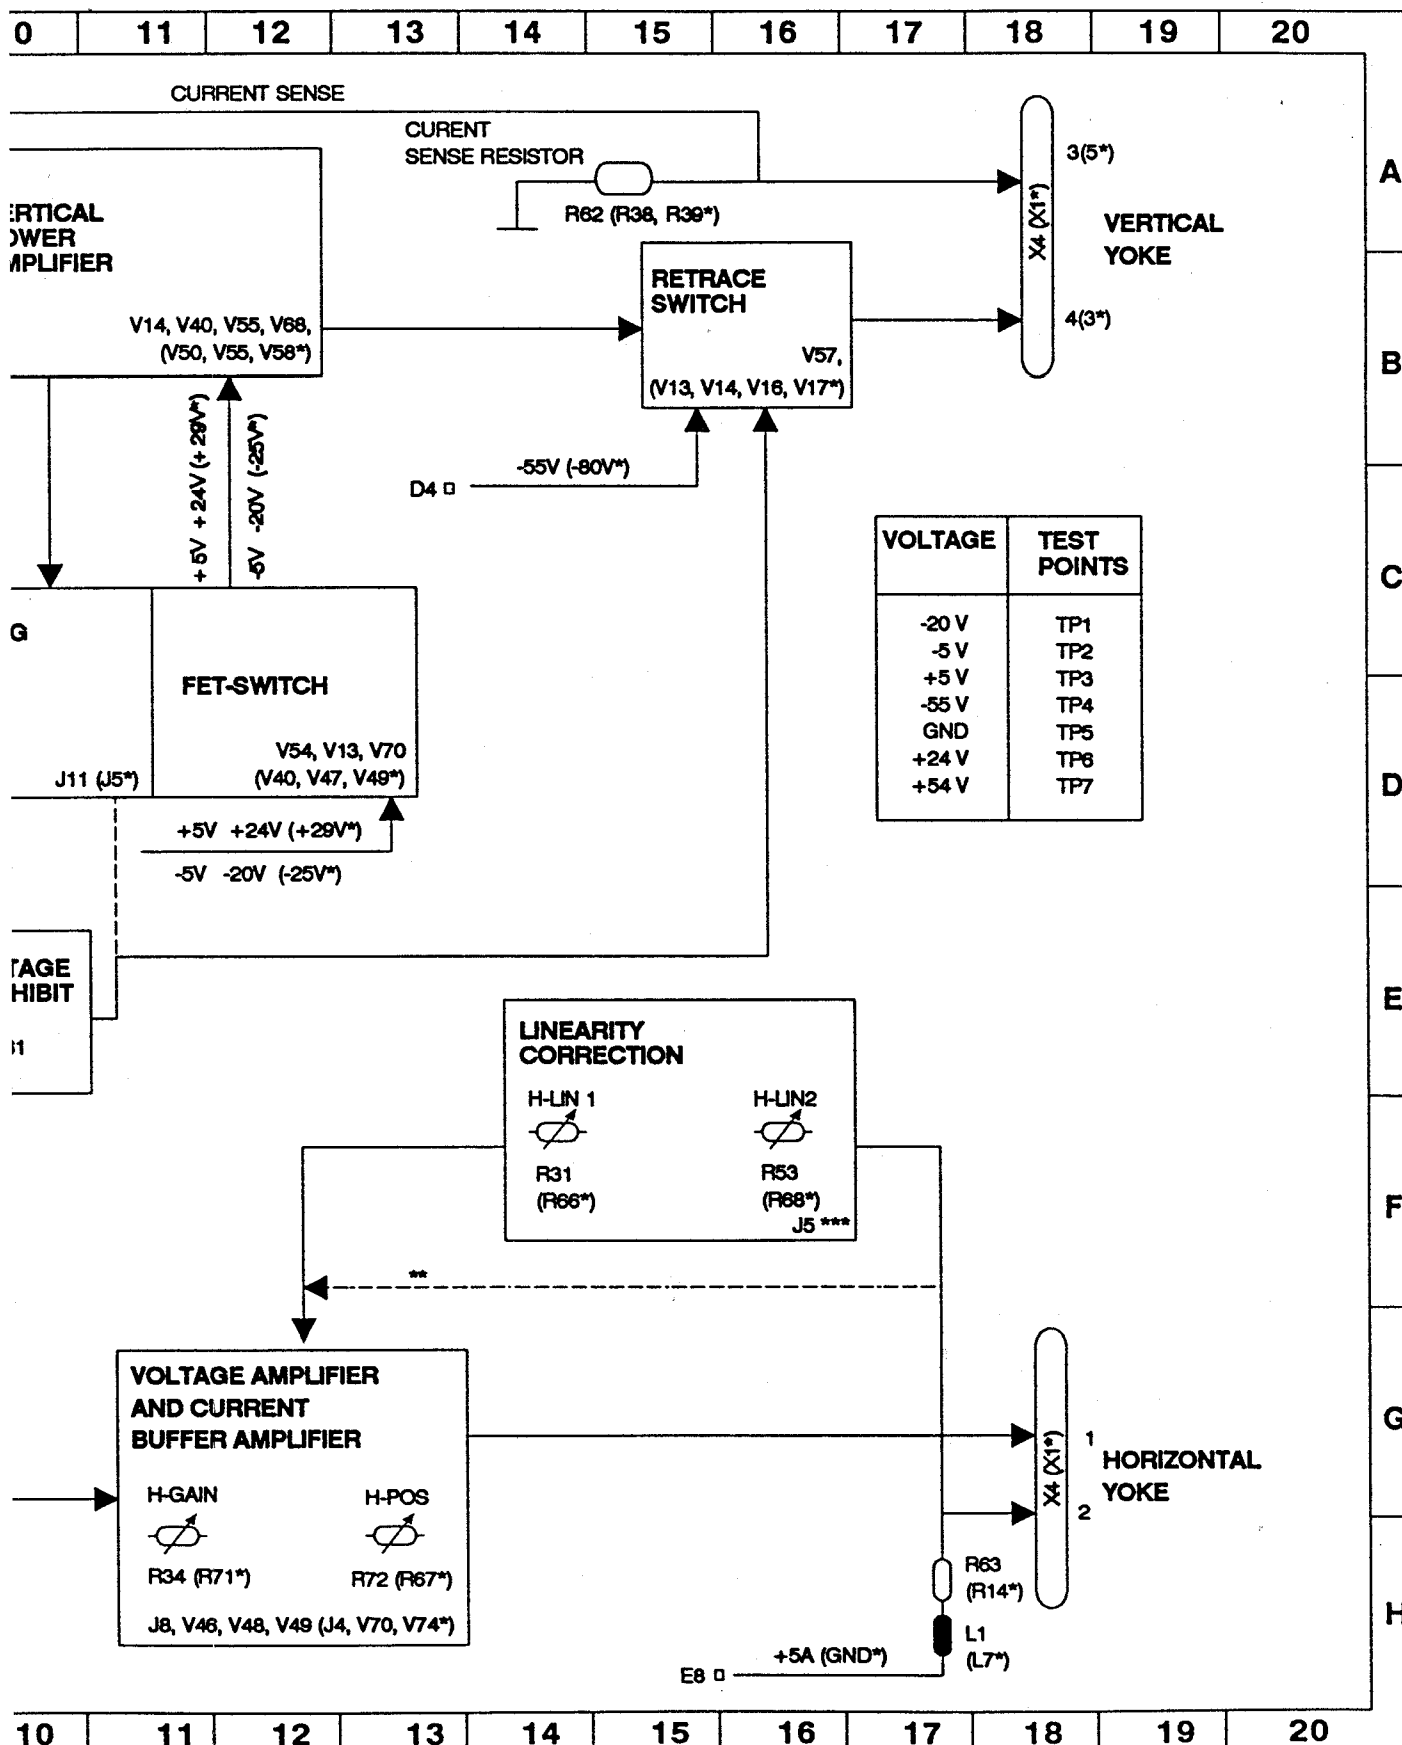 0 11 12 13 14 15 16 17 18 19 20
CURRENT SENSE
CURENT
SENSE RESISTOR
R62 (R38, R39*)
3(5*)
X4 (X1*)
VERTICAL
YOKE
4(3*)
A
ERTICAL
OWER
MPLIFIER
V14, V40, V55, V68,
(V50, V55, V58*)
RETRACE
SWITCH
V57,
(V13, V14, V16, V17*)
B
+5V +24V (+29V*)
-5V -20V (-25V*)
-55V (-80V*)
D4
VOLTAGE TEST
POINTS
-20 V TP1
-5 V TP2
+5 V TP3
-55 V TP4
GND TP5
+24 V TP6
+54 V TP7
C
G
FET-SWITCH
V54, V13, V70
J11 (J5*) (V40, V47, V49*)
D
+5V +24V (+29V*)
-5V -20V (-25V*)
TAGE
HIBIT
31
E
LINEARITY
CORRECTION
H-LIN 1 H-LIN2
R31 R53
(R66*) (R68*)
J5 ***
F
**
VOLTAGE AMPLIFIER
AND CURRENT
BUFFER AMPLIFIER
H-GAIN H-POS
R34 (R71*) R72 (R67*)
J8, V46, V48, V49 (J4, V70, V74*)
1
X4 (X1*)
HORIZONTAL
YOKE
2
G
R63
(R14*)
L1
(L7*)
+5A (GND*)
E8
H
10 11 12 13 14 15 16 17 18 19 20